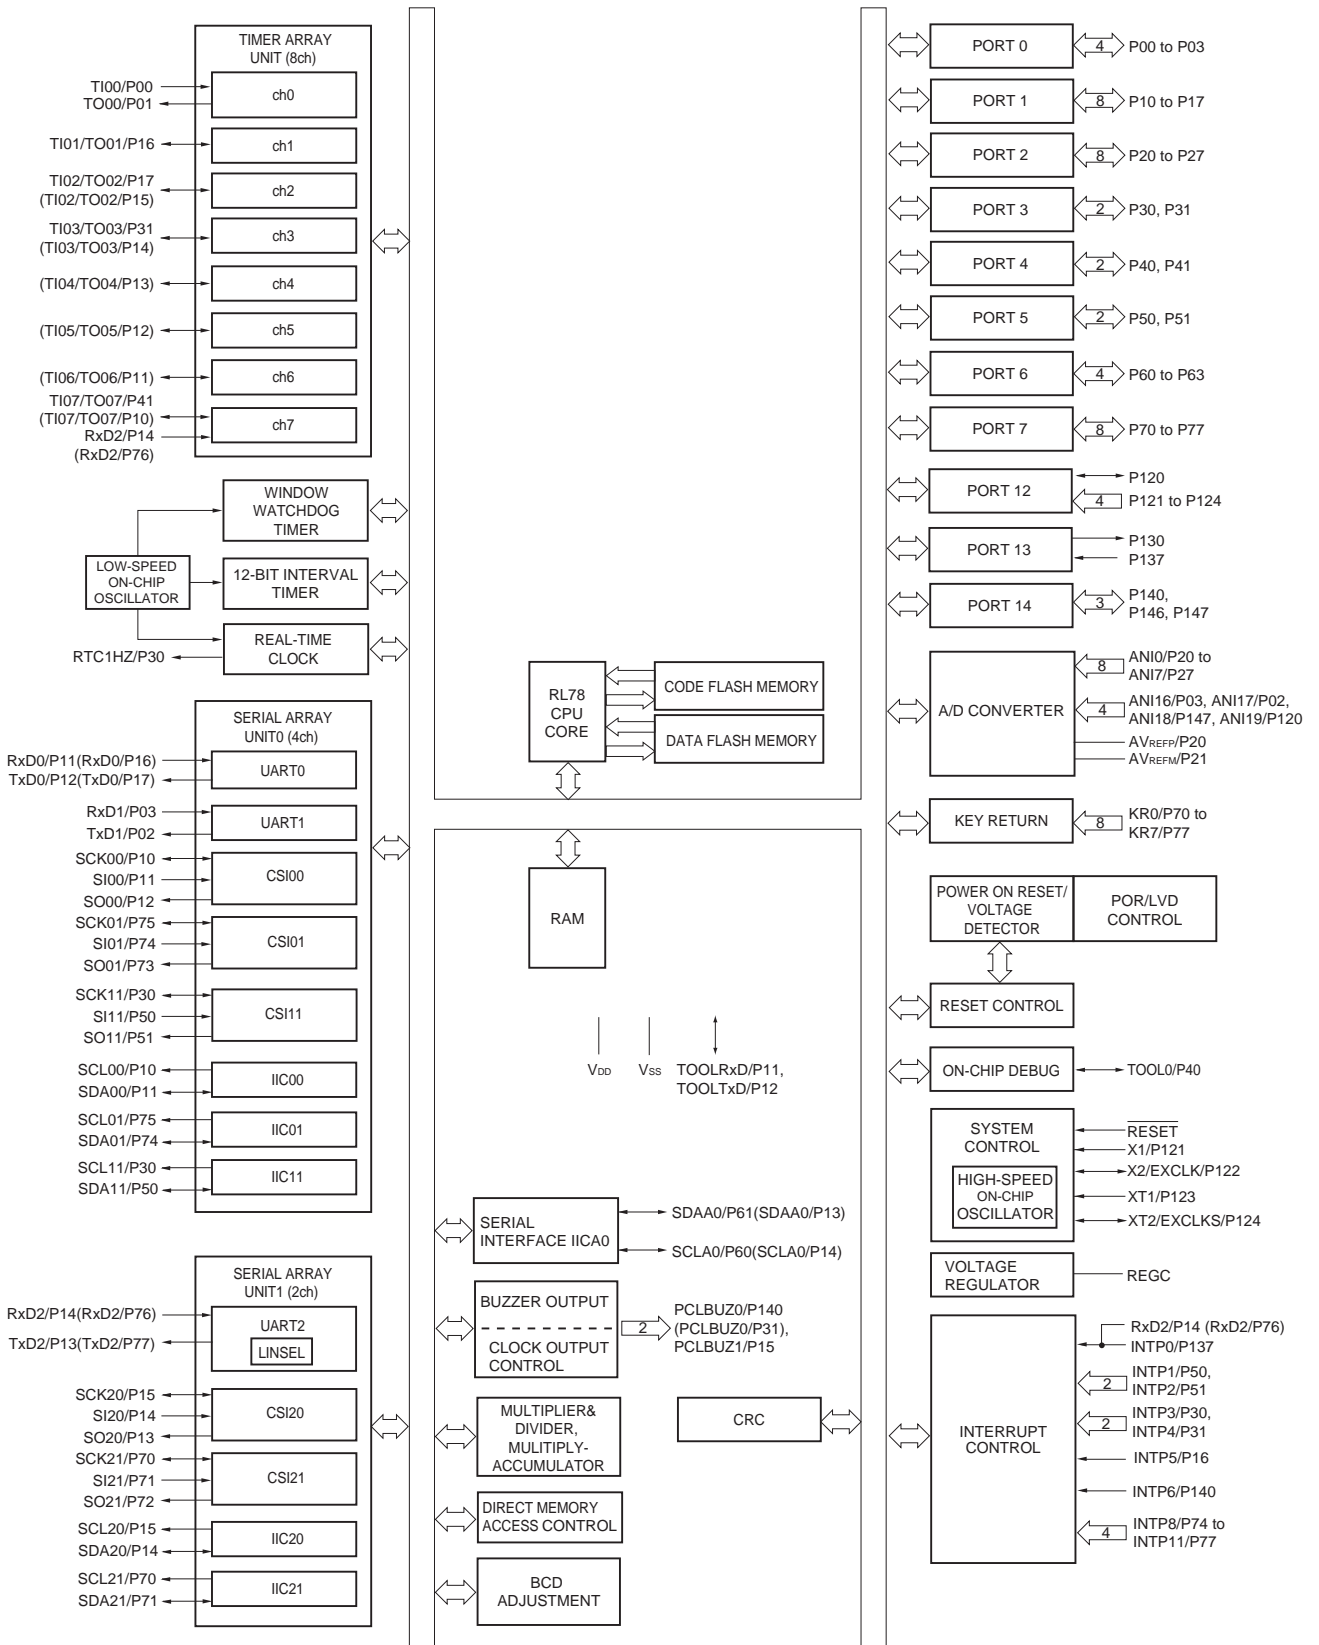 TIMER ARRAY
UNIT (8ch)
TI00/P00
TO00/P01
ch0
TI01/TO01/P16
ch1
TI02/TO02/P17
(TI02/TO02/P15)
ch2
TI03/TO03/P31
(TI03/TO03/P14)
ch3
(TI04/TO04/P13)
ch4
(TI05/TO05/P12)
ch5
(TI06/TO06/P11)
ch6
TI07/TO07/P41
(TI07/TO07/P10)
RxD2/P14
(RxD2/P76)
ch7
WINDOW
WATCHDOG
TIMER
LOW-SPEED
ON-CHIP
OSCILLATOR
12-BIT INTERVAL
TIMER
REAL-TIME
CLOCK
RTC1HZ/P30
SERIAL ARRAY
UNIT0 (4ch)
RxD0/P11(RxD0/P16)
TxD0/P12(TxD0/P17)
UART0
RxD1/P03
TxD1/P02
UART1
SCK00/P10
SI00/P11
SO00/P12
CSI00
SCK01/P75
SI01/P74
SO01/P73
CSI01
SCK11/P30
SI11/P50
SO11/P51
CSI11
SCL00/P10
SDA00/P11
IIC00
SCL01/P75
SDA01/P74
IIC01
SCL11/P30
SDA11/P50
IIC11
SERIAL ARRAY
UNIT1 (2ch)
RxD2/P14(RxD2/P76)
TxD2/P13(TxD2/P77)
UART2
LINSEL
SCK20/P15
SI20/P14
SO20/P13
CSI20
SCK21/P70
SI21/P71
SO21/P72
CSI21
SCL20/P15
SDA20/P14
IIC20
SCL21/P70
SDA21/P71
IIC21
RL78
CPU
CORE
CODE FLASH MEMORY
DATA FLASH MEMORY
RAM
VDD
VSS
TOOLRxD/P11,
TOOLTxD/P12
SERIAL
INTERFACE IICA0
SDAA0/P61(SDAA0/P13)
SCLA0/P60(SCLA0/P14)
BUZZER OUTPUT
CLOCK OUTPUT
CONTROL
2
PCLBUZ0/P140
(PCLBUZ0/P31),
PCLBUZ1/P15
MULTIPLIER&
DIVIDER,
MULITIPLY-
ACCUMULATOR
CRC
DIRECT MEMORY
ACCESS CONTROL
BCD
ADJUSTMENT
PORT 0
4
P00 to P03
PORT 1
8
P10 to P17
PORT 2
8
P20 to P27
PORT 3
2
P30, P31
PORT 4
2
P40, P41
PORT 5
2
P50, P51
PORT 6
4
P60 to P63
PORT 7
8
P70 to P77
PORT 12
P120
4
P121 to P124
PORT 13
P130
P137
PORT 14
3
P140,
P146, P147
A/D CONVERTER
8
ANI0/P20 to
ANI7/P27
4
ANI16/P03, ANI17/P02,
ANI18/P147, ANI19/P120
AVREFP/P20
AVREFM/P21
KEY RETURN
8
KR0/P70 to
KR7/P77
POWER ON RESET/
VOLTAGE
DETECTOR
POR/LVD
CONTROL
RESET CONTROL
ON-CHIP DEBUG
TOOL0/P40
SYSTEM
CONTROL
HIGH-SPEED
ON-CHIP
OSCILLATOR
RESET
X1/P121
X2/EXCLK/P122
XT1/P123
XT2/EXCLKS/P124
VOLTAGE
REGULATOR
REGC
INTERRUPT
CONTROL
RxD2/P14 (RxD2/P76)
INTP0/P137
2
INTP1/P50,
INTP2/P51
2
INTP3/P30,
INTP4/P31
INTP5/P16
INTP6/P140
4
INTP8/P74 to
INTP11/P77